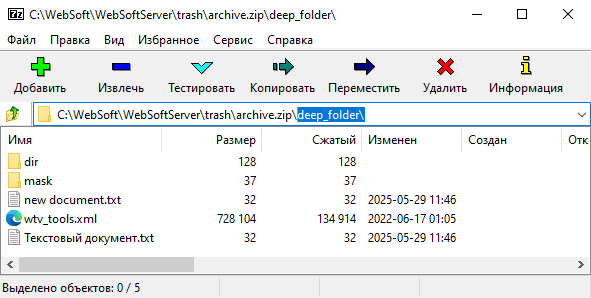 7z C:\WebSoft\WebSoftServer\trash\archive.zip\deep_folder\
Файл Правка Вид Избранное Сервис Справка
Добавить Извлечь Тестировать Копировать Переместить Удалить Информация
C:\WebSoft\WebSoftServer\trash\archive.zip\deep_folder\
Имя Размер Сжатый Изменен Создан Отк
dir 128 128
mask 37 37
new document.txt 32 32 2025-05-29 11:46
wtv_tools.xml 728 104 134 914 2022-06-17 01:05
Текстовый документ.txt 32 32 2025-05-29 11:46
Выделено объектов: 0 / 5